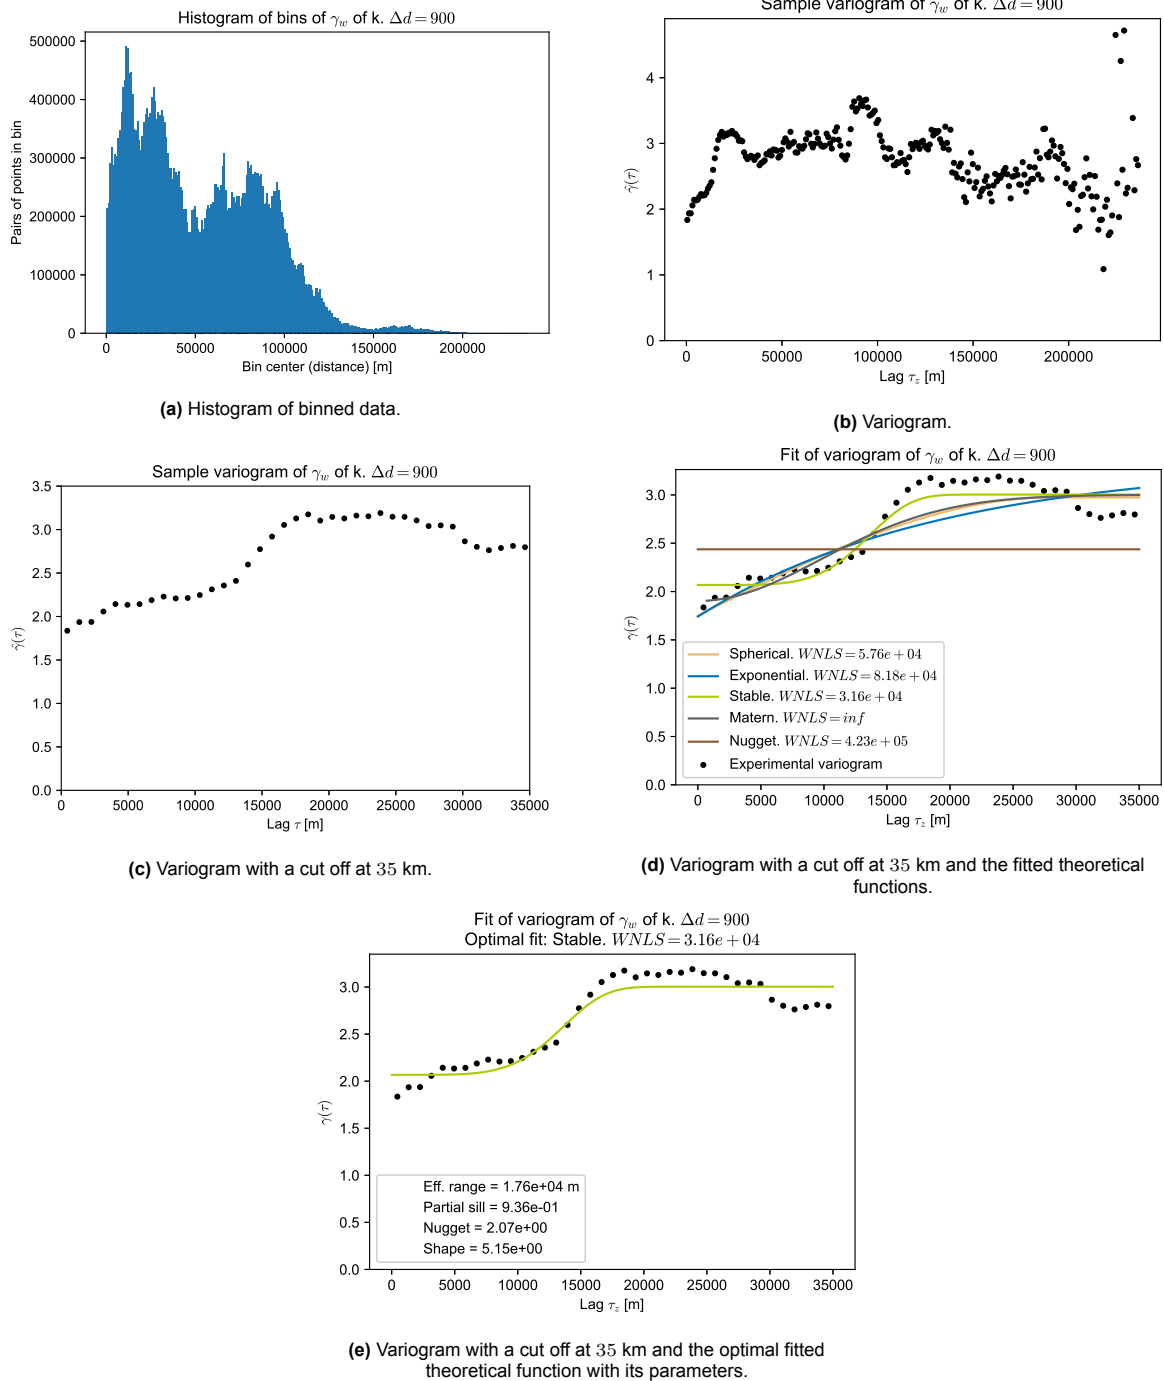 Histogram of bins of γ_w of k. Δd = 900
Pairs of points in bin
500000
400000
300000
200000
100000
0
0 50000 100000 150000 200000
Bin center (distance) [m]
(a) Histogram of binned data.
Sample variogram of γ_w of k. Δd = 900
γ̂(τ)
4
3
2
1
0
0 50000 100000 150000 200000
Lag τ_z [m]
(b) Variogram.
Sample variogram of γ_w of k. Δd = 900
γ̂(τ)
3.5
3.0
2.5
2.0
1.5
1.0
0.5
0.0
0 5000 10000 15000 20000 25000 30000 35000
Lag τ [m]
(c) Variogram with a cut off at 35 km.
Fit of variogram of γ_w of k. Δd = 900
γ(τ)
3.0
2.5
2.0
1.5
1.0
0.5
0.0
Spherical. WNLS = 5.76e + 04
Exponential. WNLS = 8.18e + 04
Stable. WNLS = 3.16e + 04
Matern. WNLS = inf
Nugget. WNLS = 4.23e + 05
Experimental variogram
0 5000 10000 15000 20000 25000 30000 35000
Lag τ_z [m]
(d) Variogram with a cut off at 35 km and the fitted theoretical
functions.
Fit of variogram of γ_w of k. Δd = 900
Optimal fit: Stable. WNLS = 3.16e + 04
γ(τ)
3.0
2.5
2.0
1.5
1.0
0.5
0.0
Eff. range = 1.76e+04 m
Partial sill = 9.36e-01
Nugget = 2.07e+00
Shape = 5.15e+00
0 5000 10000 15000 20000 25000 30000 35000
Lag τ_z [m]
(e) Variogram with a cut off at 35 km and the optimal fitted
theoretical function with its parameters.